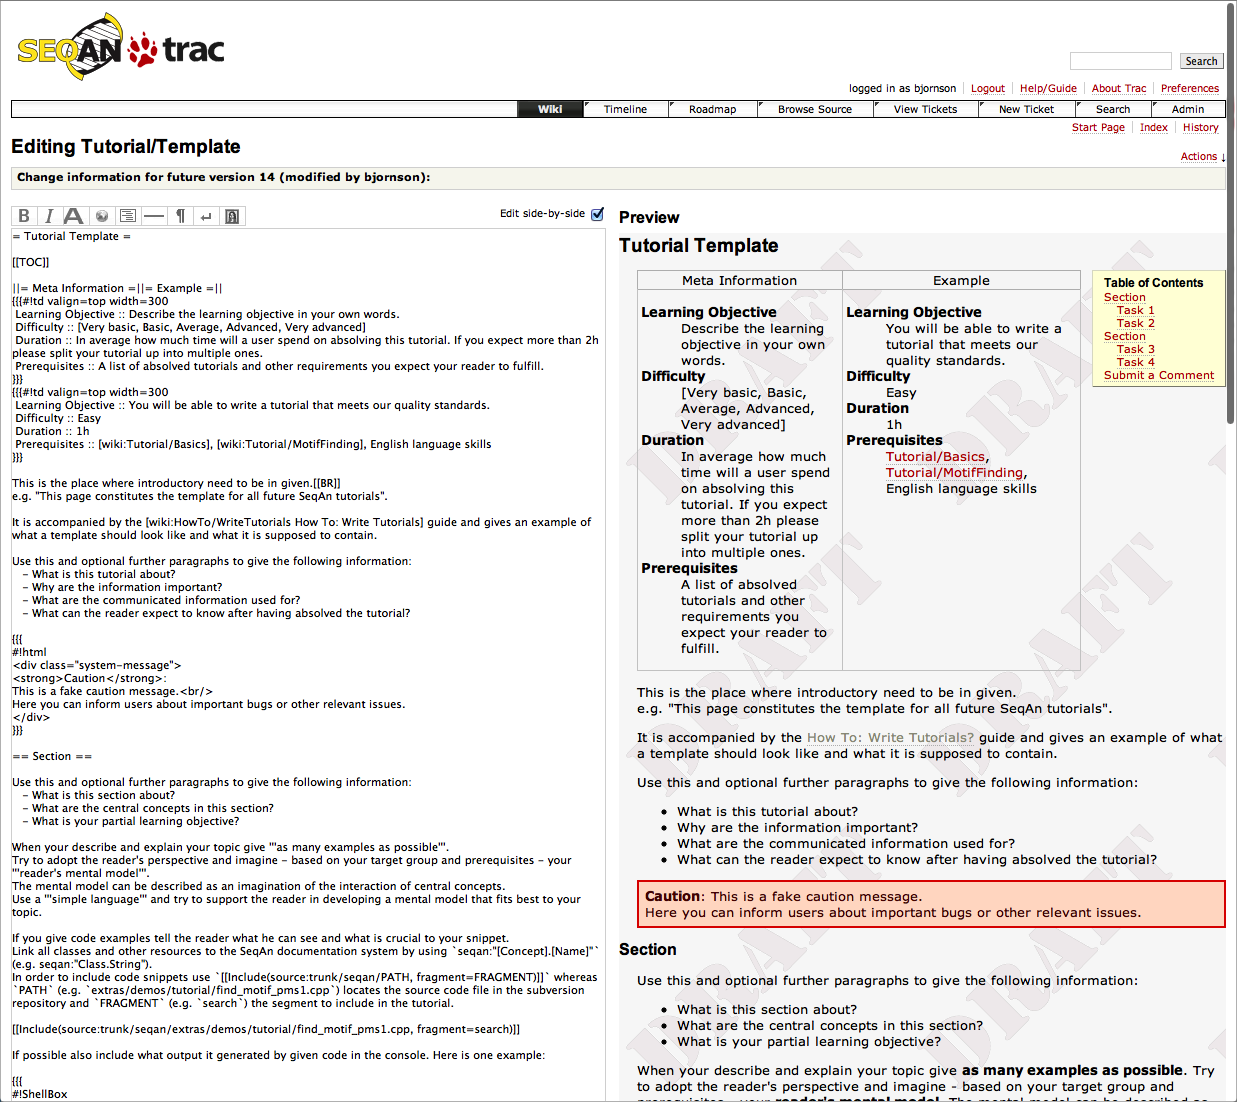 SEQAN trac
Search
logged in as bjornson Logout Help/Guide About Trac Preferences
Wiki Timeline Roadmap Browse Source View Tickets New Ticket Search Admin
Start Page Index History
Editing Tutorial/Template
Actions ↓
Change information for future version 14 (modified by bjornson):
B I A ¶ ↵
Edit side-by-side
= Tutorial Template =
[[TOC]]
||= Meta Information =||= Example =||
{{{#!td valign=top width=300
Learning Objective :: Describe the learning objective in your own words.
Difficulty :: [Very basic, Basic, Average, Advanced, Very advanced]
Duration :: In average how much time will a user spend on absolving this tutorial. If you expect more than 2h
please split your tutorial up into multiple ones.
Prerequisites :: A list of absolved tutorials and other requirements you expect your reader to fulfill.
}}}
{{{#!td valign=top width=300
Learning Objective :: You will be able to write a tutorial that meets our quality standards.
Difficulty :: Easy
Duration :: 1h
Prerequisites :: [wiki:Tutorial/Basics], [wiki:Tutorial/MotifFinding], English language skills
}}}
This is the place where introductory need to be in given.[[BR]]
e.g. "This page constitutes the template for all future SeqAn tutorials".
It is accompanied by the [wiki:HowTo/WriteTutorials How To: Write Tutorials] guide and gives an example of
what a template should look like and what it is supposed to contain.
Use this and optional further paragraphs to give the following information:
- What is this tutorial about?
- Why are the information important?
- What are the communicated information used for?
- What can the reader expect to know after having absolved the tutorial?
{{{
#!html
<div class="system-message">
<strong>Caution</strong>:
This is a fake caution message.<br/>
Here you can inform users about important bugs or other relevant issues.
</div>
}}}
== Section ==
Use this and optional further paragraphs to give the following information:
- What is this section about?
- What are the central concepts in this section?
- What is your partial learning objective?
When your describe and explain your topic give '''as many examples as possible'''.
Try to adopt the reader's perspective and imagine - based on your target group and prerequisites - your
'''reader's mental model'''.
The mental model can be described as an imagination of the interaction of central concepts.
Use a '''simple language''' and try to support the reader in developing a mental model that fits best to your
topic.
If you give code examples tell the reader what he can see and what is crucial to your snippet.
Link all classes and other resources to the SeqAn documentation system by using `seqan:"[Concept].[Name]"`
(e.g. seqan:"Class.String").
In order to include code snippets use `[[Include(source:trunk/seqan/PATH, fragment=FRAGMENT)]]` whereas
`PATH` (e.g. `extras/demos/tutorial/find_motif_pms1.cpp`) locates the source code file in the subversion
repository and `FRAGMENT` (e.g. `search`) the segment to include in the tutorial.
[[Include(source:trunk/seqan/extras/demos/tutorial/find_motif_pms1.cpp, fragment=search)]]
If possible also include what output it generated by given code in the console. Here is one example:
{{{
#!ShellBox
Preview
Tutorial Template
Meta Information
Learning Objective
Describe the learning
objective in your own
words.
Difficulty
[Very basic, Basic,
Average, Advanced,
Very advanced]
Duration
In average how much
time will a user spend
on absolving this
tutorial. If you expect
more than 2h please
split your tutorial up
into multiple ones.
Prerequisites
A list of absolved
tutorials and other
requirements you
expect your reader to
fulfill.
Example
Learning Objective
You will be able to write a
tutorial that meets our
quality standards.
Difficulty
Easy
Duration
1h
Prerequisites
Tutorial/Basics,
Tutorial/MotifFinding,
English language skills
Table of Contents
Section
Task 1
Task 2
Section
Task 3
Task 4
Submit a Comment
This is the place where introductory need to be in given.
e.g. "This page constitutes the template for all future SeqAn tutorials".
It is accompanied by the How To: Write Tutorials? guide and gives an example of what
a template should look like and what it is supposed to contain.
Use this and optional further paragraphs to give the following information:
• What is this tutorial about?
• Why are the information important?
• What are the communicated information used for?
• What can the reader expect to know after having absolved the tutorial?
Caution: This is a fake caution message.
Here you can inform users about important bugs or other relevant issues.
Section
Use this and optional further paragraphs to give the following information:
• What is this section about?
• What are the central concepts in this section?
• What is your partial learning objective?
When your describe and explain your topic give as many examples as possible. Try
to adopt the reader's perspective and imagine - based on your target group and
prerequisites - your reader's mental model. The mental model can be described as
DRAFT
DRAFT
DRAFT
DRAFT
DRAFT
DRAFT